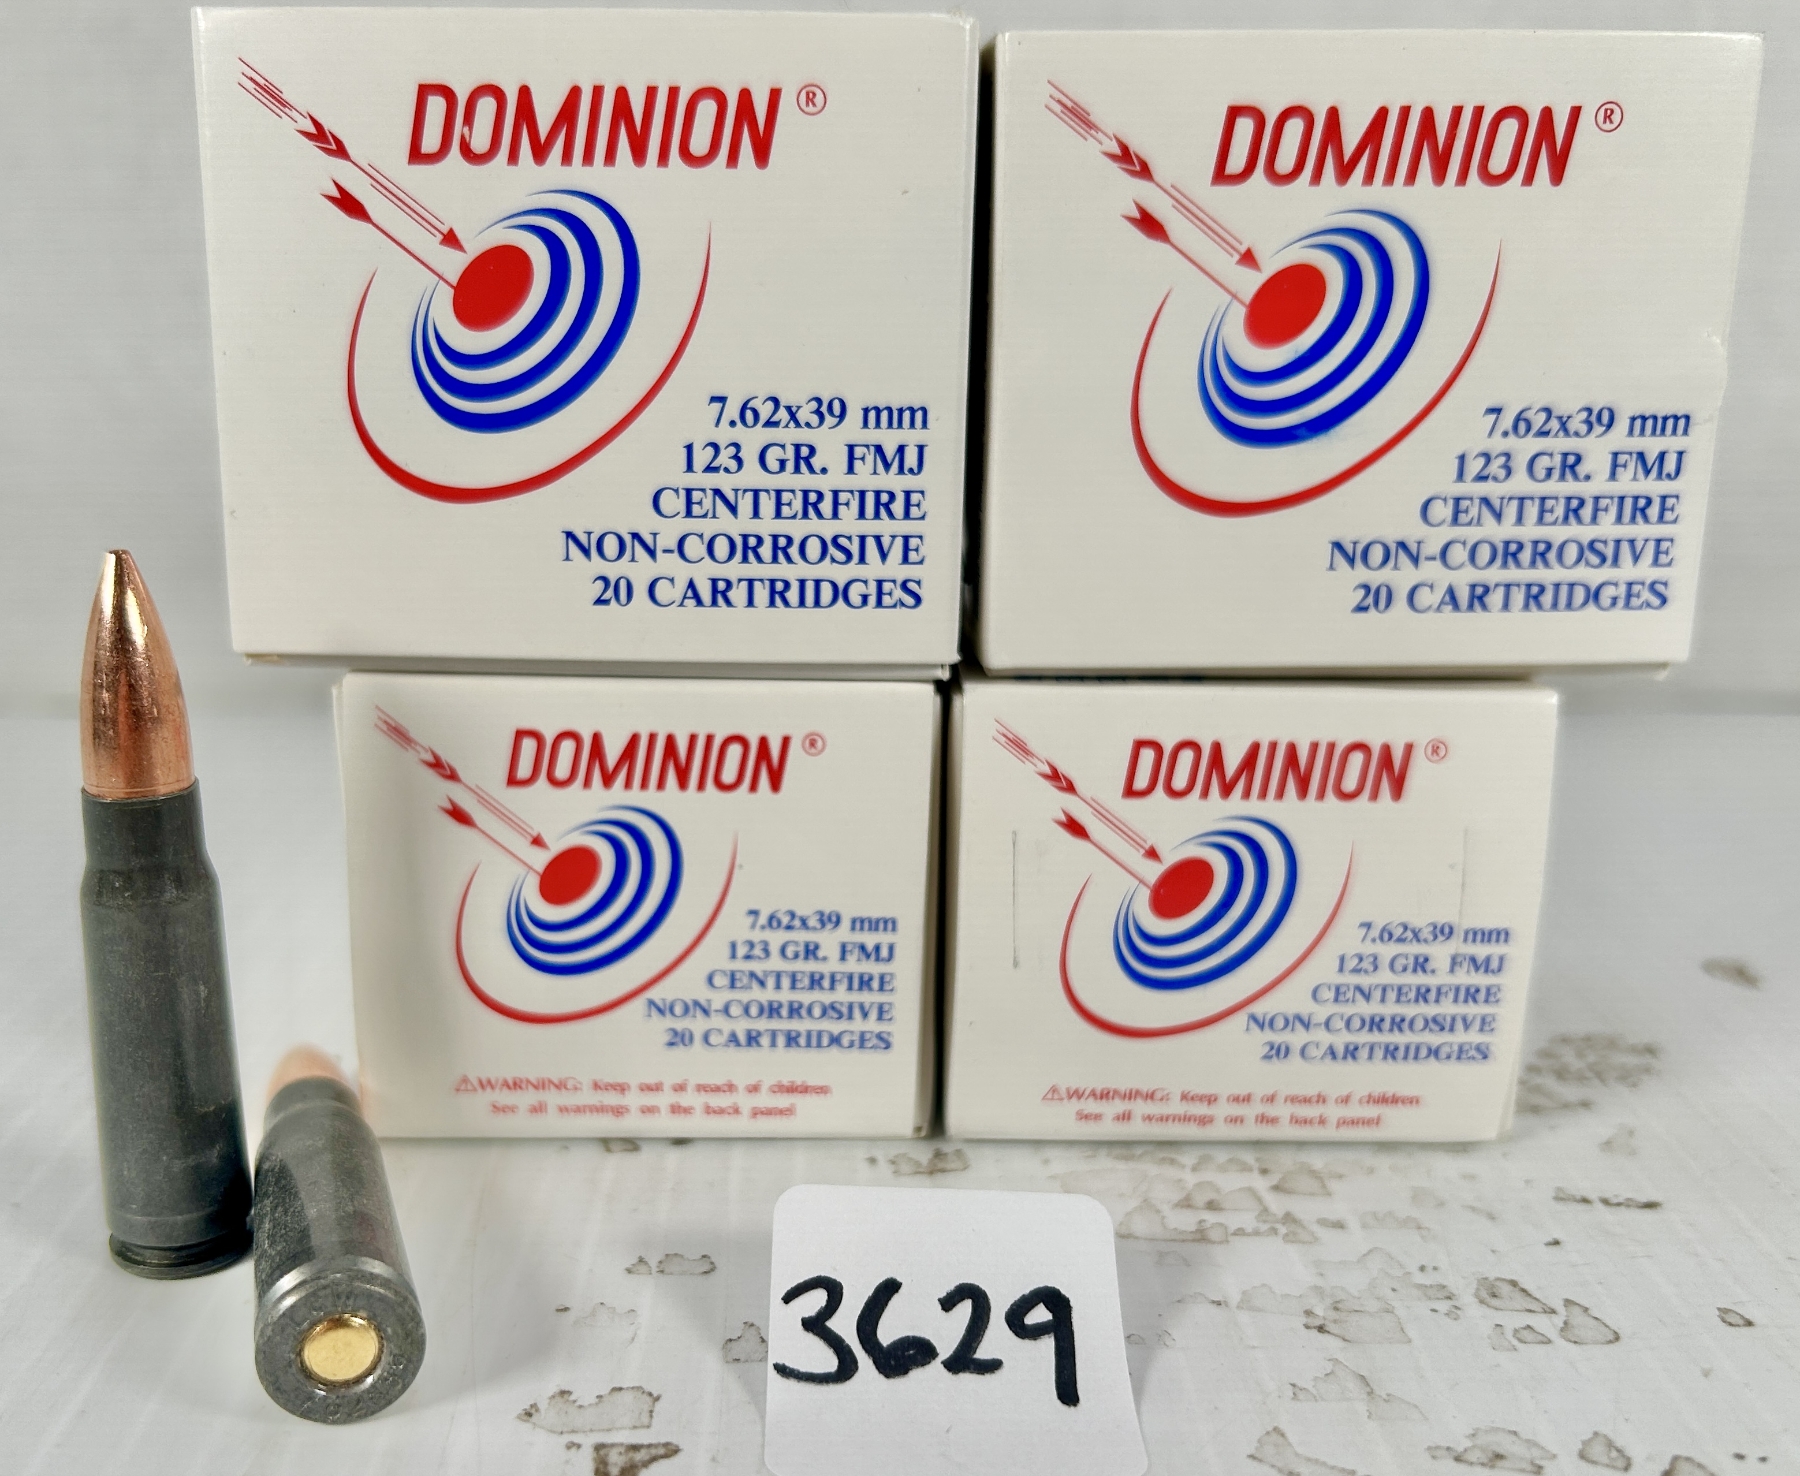 DOMINION®
7.62x39 mm
123 GR. FMJ
CENTERFIRE
NON-CORROSIVE
20 CARTRIDGES
DOMINION®
7.62x39 mm
123 GR. FMJ
CENTERFIRE
NON-CORROSIVE
20 CARTRIDGES
DOMINION®
7.62x39 mm
123 GR. FMJ
CENTERFIRE
NON-CORROSIVE
20 CARTRIDGES
⚠WARNING: Keep out of reach of children
See all warnings on the back panel
DOMINION®
7.62x39 mm
123 GR. FMJ
CENTERFIRE
NON-CORROSIVE
20 CARTRIDGES
⚠WARNING: Keep out of reach of children
See all warnings on the back panel
3629